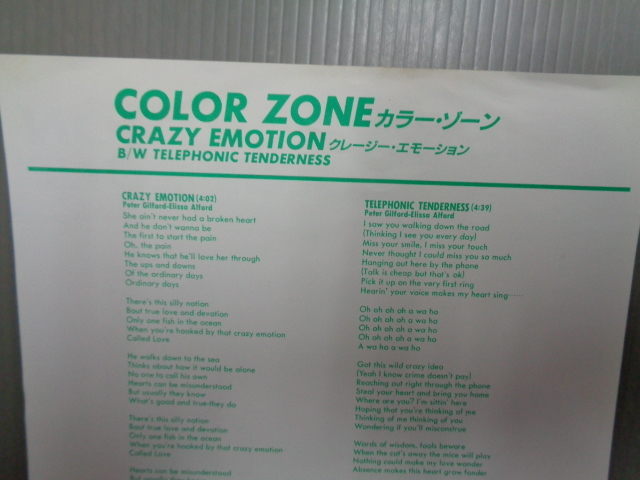 COLOR ZONE カラー・ゾーン
CRAZY EMOTION クレージー・エモーション
B/W TELEPHONIC TENDERNESS
CRAZY EMOTION (4:02)
Peter Gilford-Elissa Alford
She ain't never had a broken heart
And he don't wanna be
The first to start the pain
Oh, the pain
He knows that he'll love her through
The ups and downs
Of the ordinary days
Ordinary days
There's this silly notion
Bout true love and devotion
Only one fish in the ocean
When you're hooked by that crazy emotion
Called Love
He walks down to the sea
Thinks about how it would be alone
No one to call his own
Hearts can be misunderstood
But usually they know
What's good and true-they do
There's this silly notion
Bout true love and devotion
Only one fish in the ocean
When you're hooked by that crazy emotion
Called Love
Hearts can be misunderstood
TELEPHONIC TENDERNESS (4:39)
Peter Gilford-Elissa Alford
I saw you walking down the road
(Thinking I see you every day)
Miss your smile, I miss your touch
Never thought I could miss you so much
Hanging out here by the phone
(Talk is cheap but that's ok)
Pick it up on the very first ring
Hearin' your voice makes my heart sing
Oh oh oh oh a wa ho
Oh oh oh oh a wa ho
Oh oh oh oh a wa ho
Oh oh oh oh a wa ho
A wa ho a wa ho
Got this wild crazy idea
(Yeah I know crime doesn't pay)
Reaching out right through the phone
Steal your heart and bring you home
Where are you? I'm sittin' here
Hoping that you're thinking of me
Thinking of me thinking of you
Wondering if you'll misconstrue
Words of wisdom, fools beware
When the cat's away the mice will play
Nothing could make my love wander
Absence makes this heart grow fonder